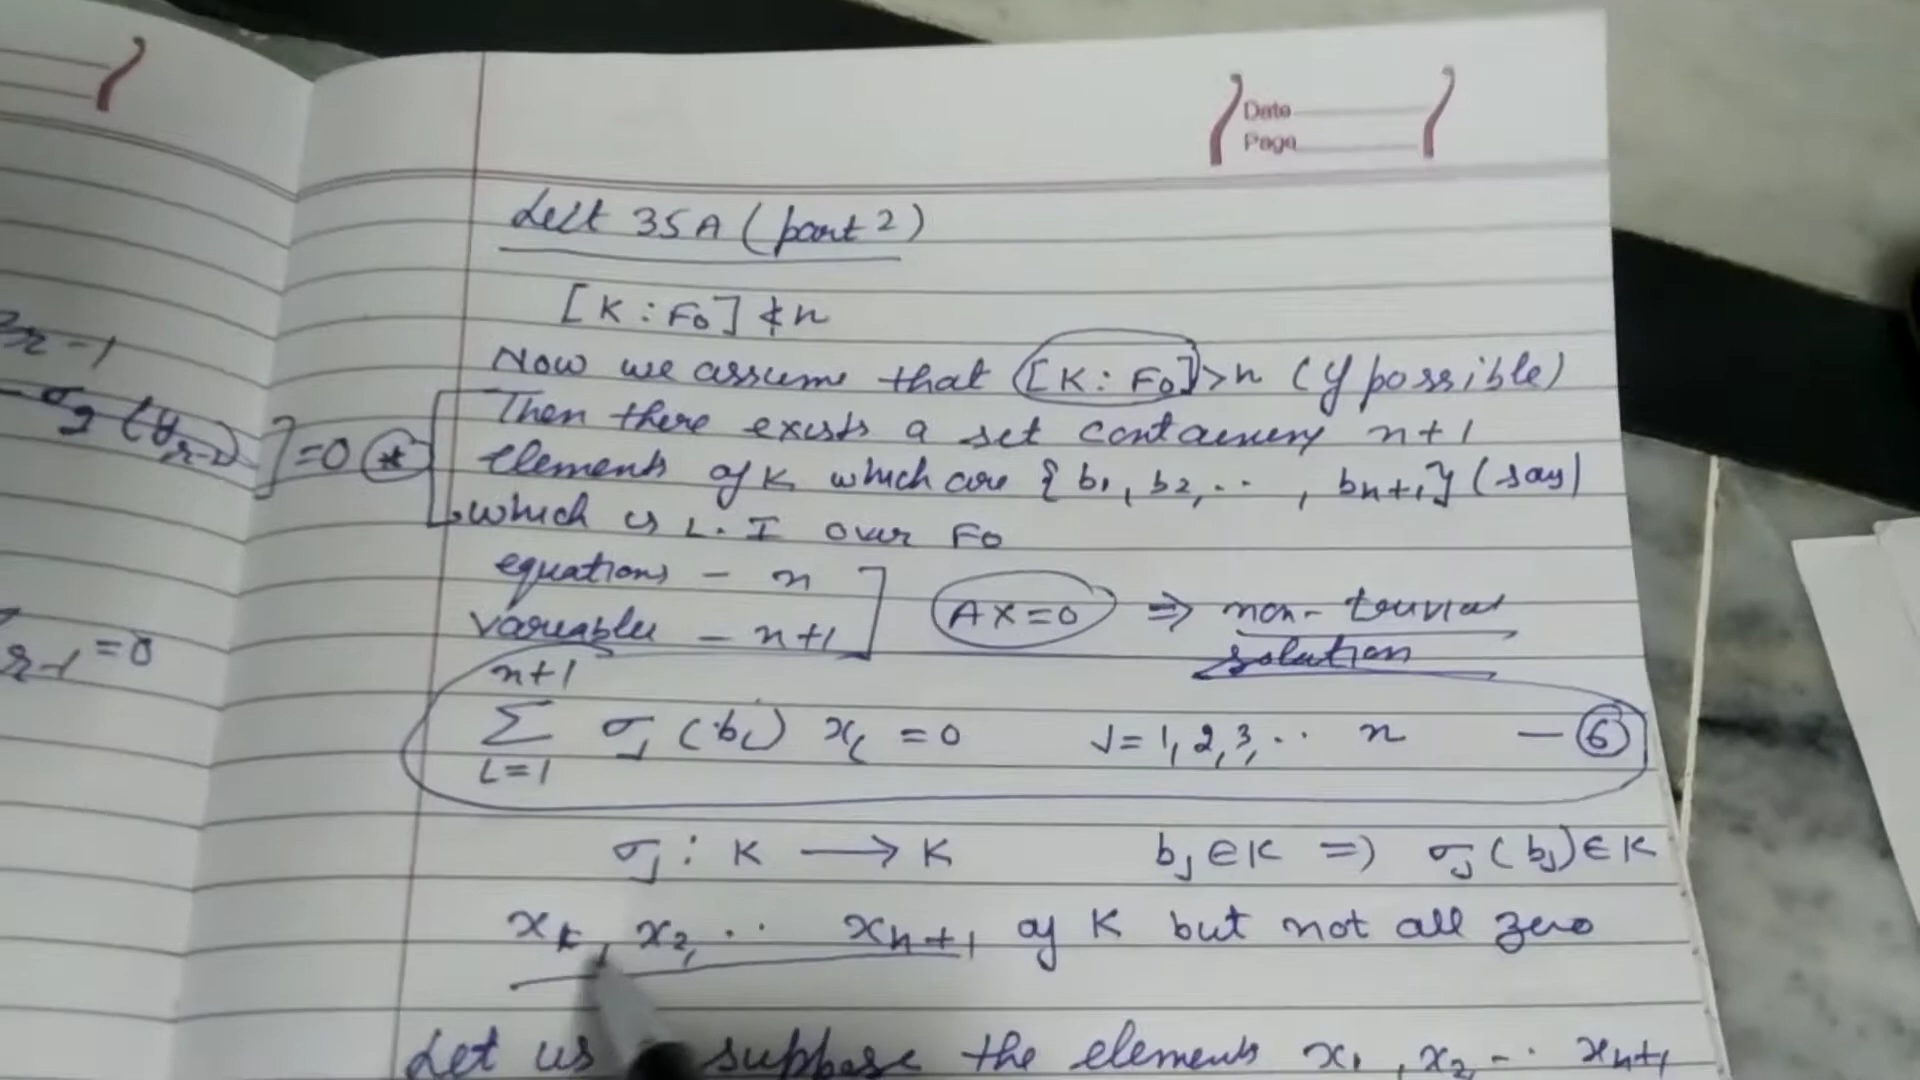 Date
Page
Lect 35A (part 2)
[K : F0] ≮ n
Now we assume that [K : F0] > n (if possible)
Then there exists a set containing n+1
elements of K which are {b1, b2, .. , bn+1} (say)
which is L.I over F0
equations - n
variables - n+1
AX=0 ⇒ non-trivial
solution
n+1
∑ σj (bi) xi = 0 j = 1, 2, 3, .. n - 6
i=1
σj : K → K bj ∈ K => σj (bj) ∈ K
x1, x2, .. xn+1 of K but not all zero
Let us suppose the elements x1, x2 -. xn+1
=0 *
r-1 =0